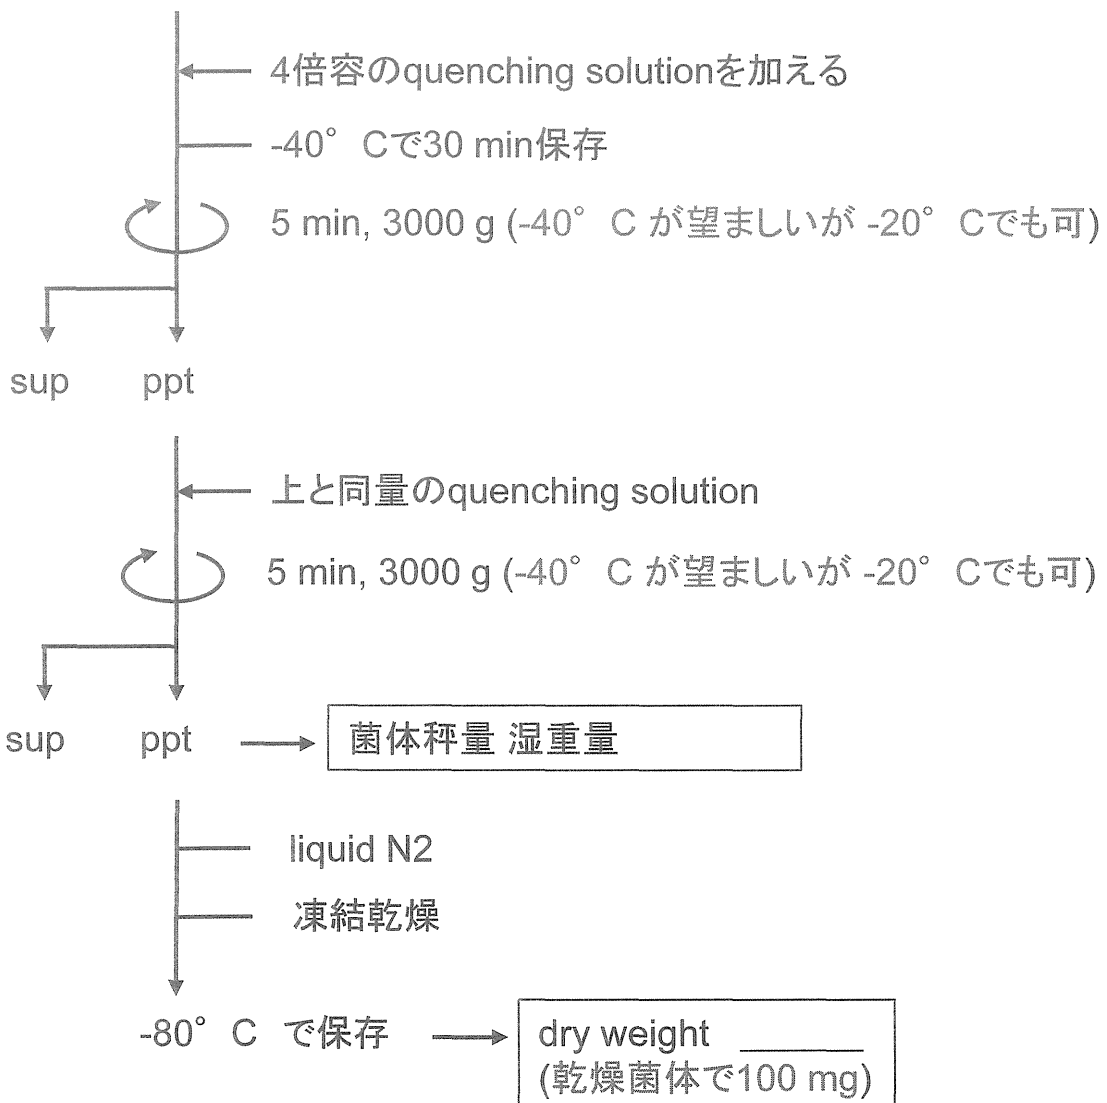 4倍容のquenching solutionを加える
-40° Cで30 min保存
5 min, 3000 g (-40° C が望ましいが -20° Cでも可)
sup ppt
上と同量のquenching solution
5 min, 3000 g (-40° C が望ましいが -20° Cでも可)
sup ppt 菌体秤量 湿重量
liquid N2
凍結乾燥
-80° C で保存 dry weight ______
(乾燥菌体で100 mg)